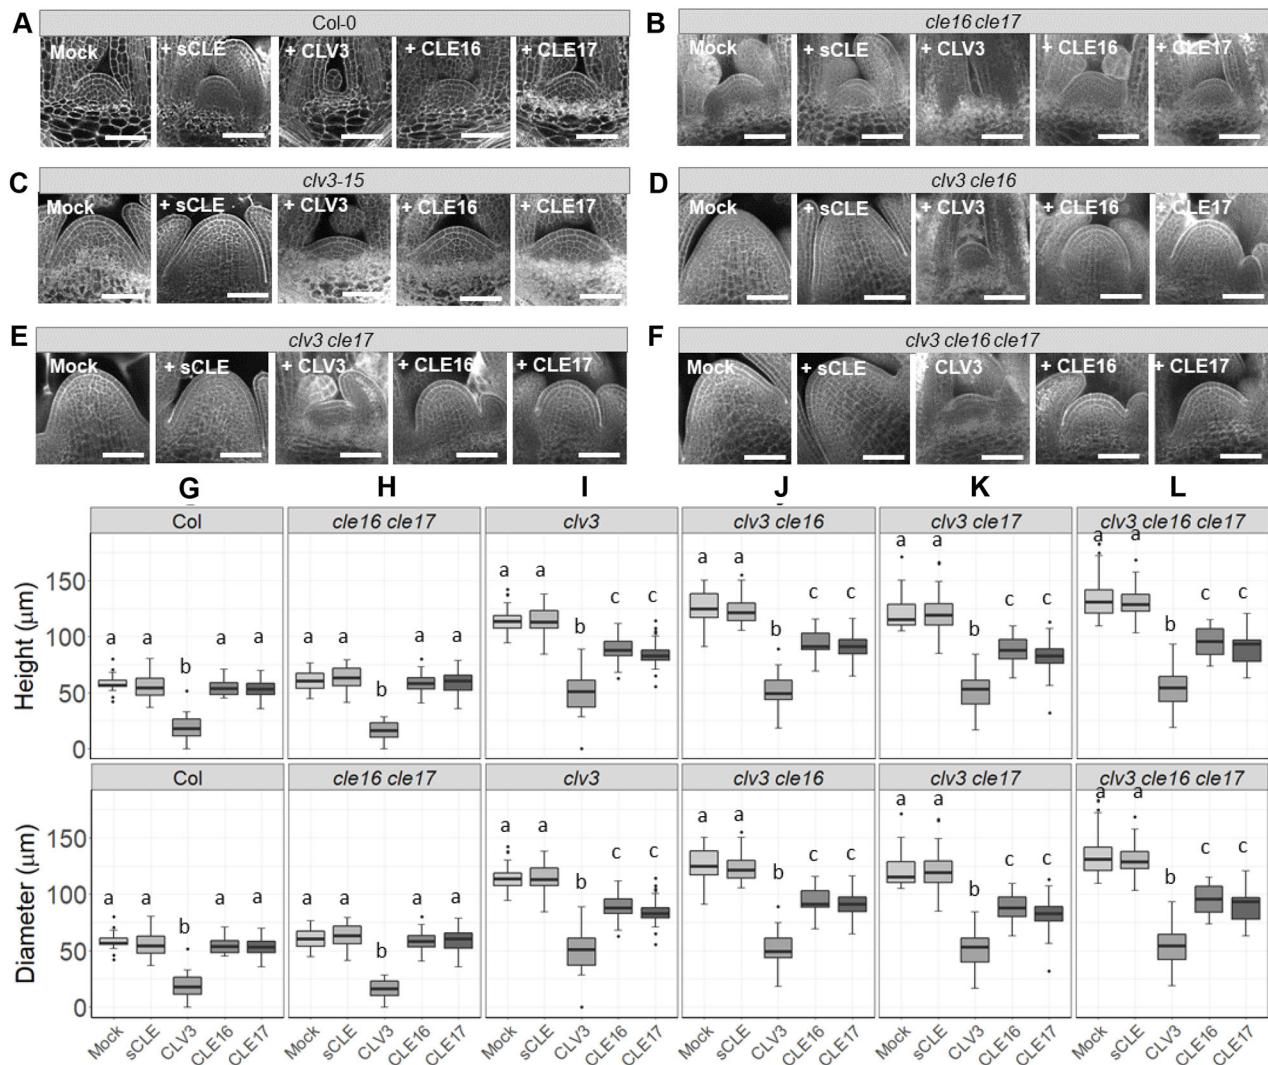 A
Col-0
Mock
+ sCLE
+ CLV3
+ CLE16
+ CLE17
B
cle16 cle17
Mock
+ sCLE
+ CLV3
+ CLE16
+ CLE17
C
clv3-15
Mock
+ sCLE
+ CLV3
+ CLE16
+ CLE17
D
clv3 cle16
Mock
+ sCLE
+ CLV3
+ CLE16
+ CLE17
E
clv3 cle17
Mock
+ sCLE
+ CLV3
+ CLE16
+ CLE17
F
clv3 cle16 cle17
Mock
+ sCLE
+ CLV3
+ CLE16
+ CLE17
G H I J K L
Col
cle16 cle17
clv3
clv3 cle16
clv3 cle17
clv3 cle16 cle17
Height (μm)
150
100
50
0
a a b a a
a a b a a
a a b c c
a a b c c
a a b c c
a a b c c
Col
cle16 cle17
clv3
clv3 cle16
clv3 cle17
clv3 cle16 cle17
Diameter (μm)
150
100
50
0
a a b a a
a a b a a
a a b c c
a a b c c
a a b c c
a a b c c
Mock sCLE CLV3 CLE16 CLE17
Mock sCLE CLV3 CLE16 CLE17
Mock sCLE CLV3 CLE16 CLE17
Mock sCLE CLV3 CLE16 CLE17
Mock sCLE CLV3 CLE16 CLE17
Mock sCLE CLV3 CLE16 CLE17